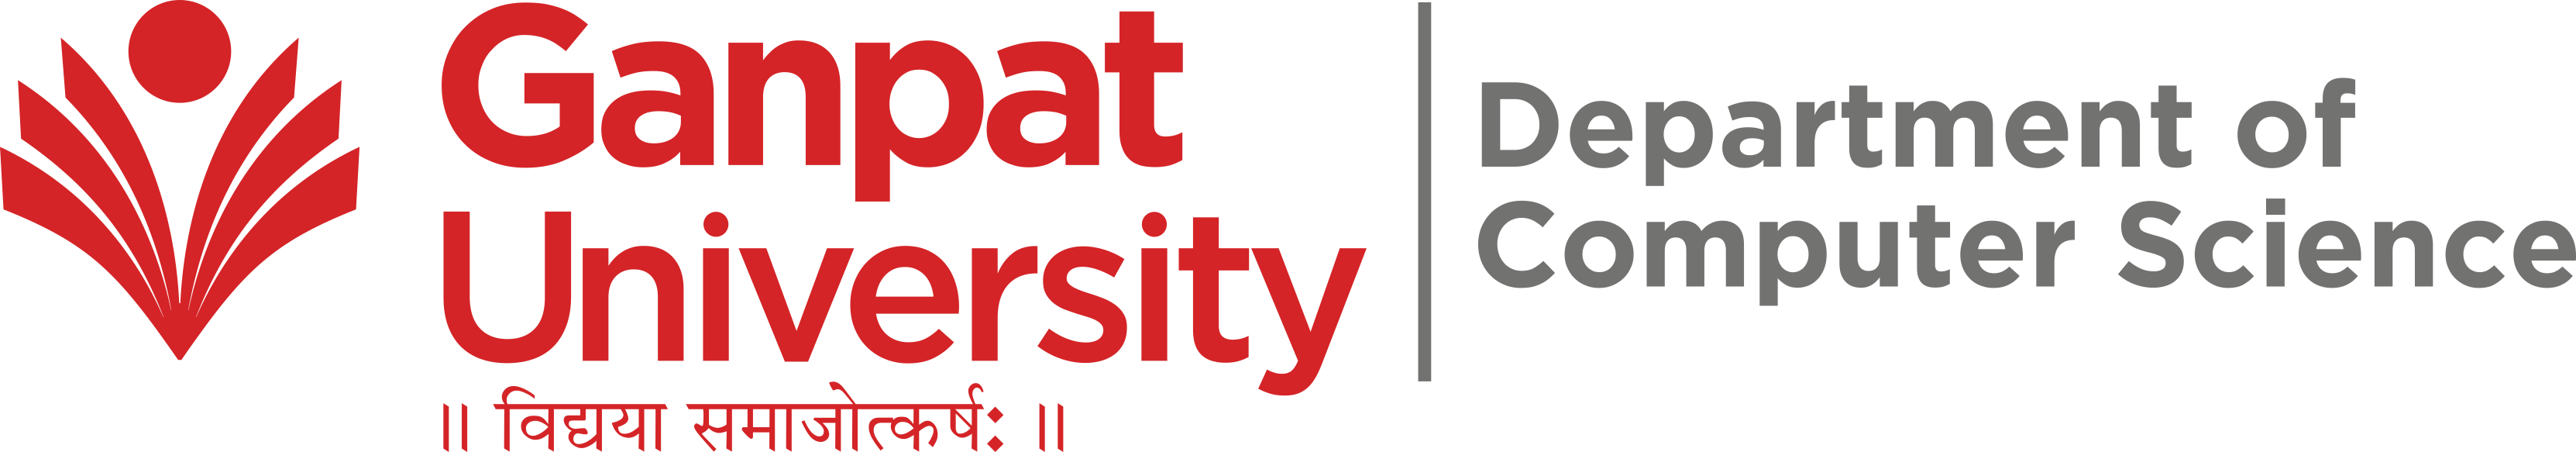 Ganpat
University
॥ विद्यया समाजोत्कर्षः ॥
Department of
Computer Science